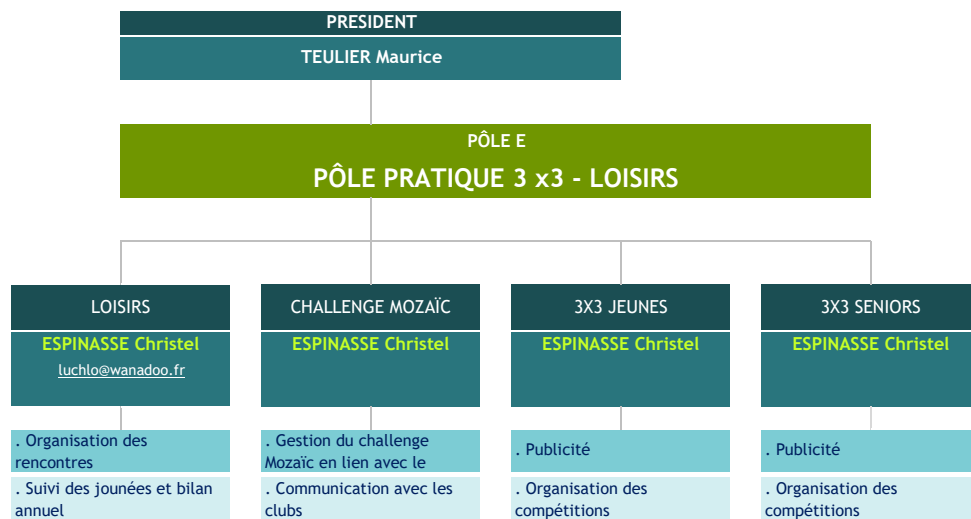 PRESIDENT
TEULIER Maurice
PÔLE E
PÔLE PRATIQUE 3 x3 - LOISIRS
LOISIRS
ESPINASSE Christel
luchlo@wanadoo.fr
. Organisation des
rencontres
. Suivi des jounées et bilan
annuel
CHALLENGE MOZAÏC
ESPINASSE Christel
. Gestion du challenge
Mozaïc en lien avec le
. Communication avec les
clubs
3X3 JEUNES
ESPINASSE Christel
. Publicité
. Organisation des
compétitions
3X3 SENIORS
ESPINASSE Christel
. Publicité
. Organisation des
compétitions